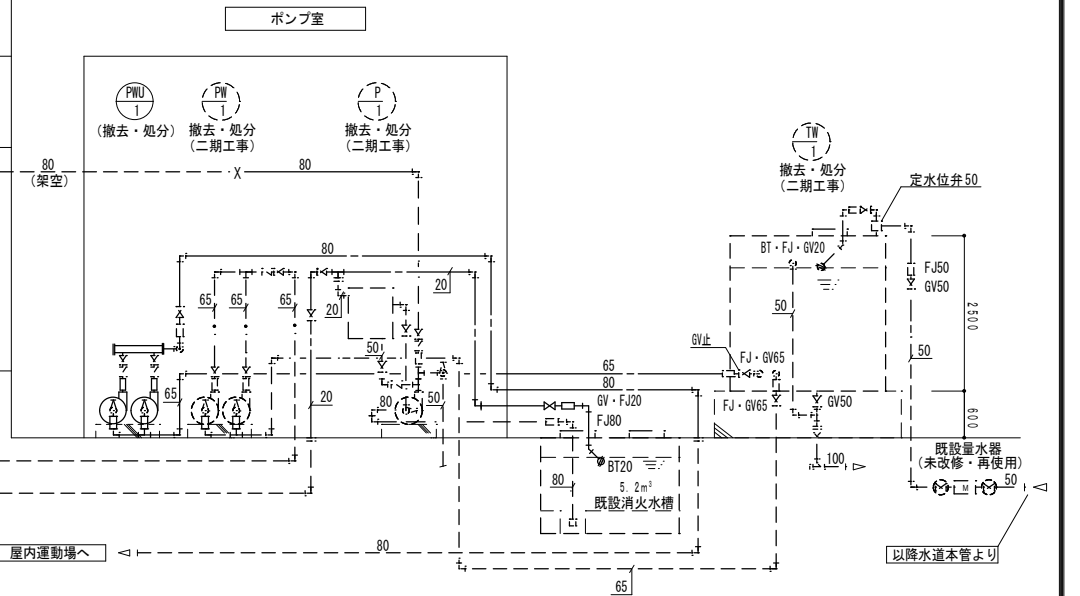 ポンプ室
PWU
1
(撤去・処分)
PW
1
撤去・処分
(二期工事)
P
1
撤去・処分
(二期工事)
TW
1
撤去・処分
(二期工事)
80
(架空)
X
80
定水位弁50
80
BT・FJ・GV20
FJ50
GV50
2500
20
20
65
65
65
50
50
50
GV止
FJ・GV65
65
80
65
20
80
50
GV・FJ20
FJ80
FJ・GV65
GV50
600
BT20
5.2m³
既設消火水槽
80
100
既設量水器
(未改修・再使用)
M
50
屋内運動場へ
80
以降水道本管より
65